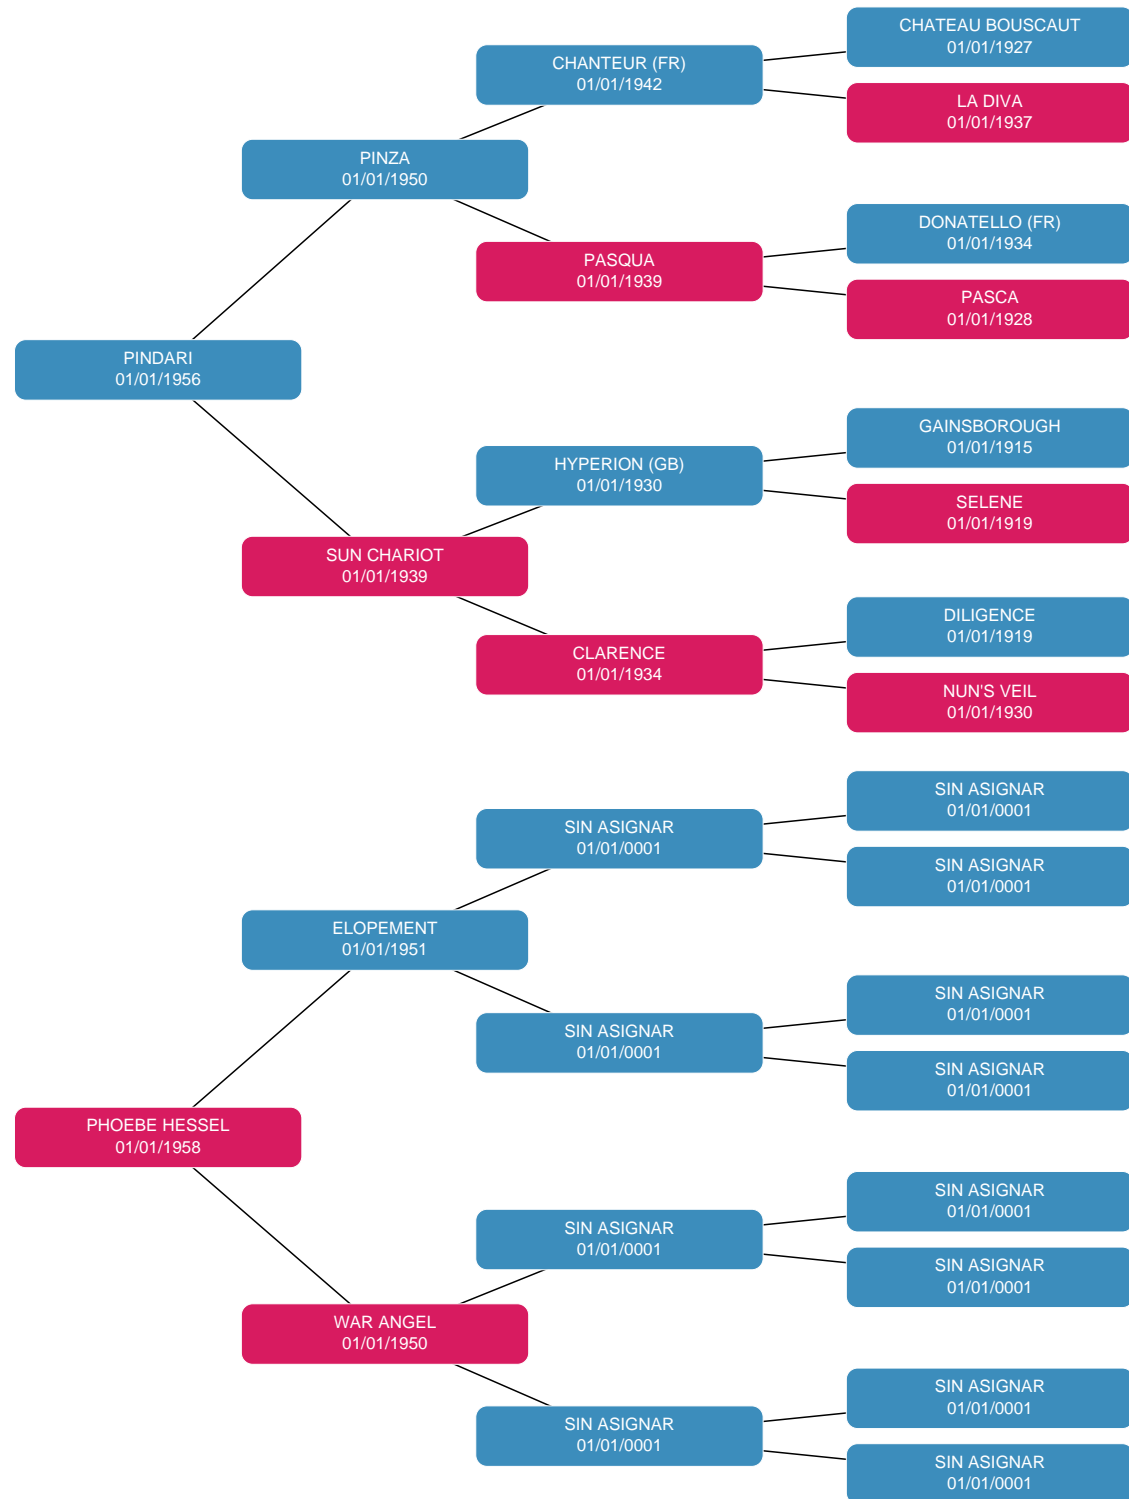 CHATEAU BOUSCAUT
01/01/1927
CHANTEUR (FR)
01/01/1942
LA DIVA
01/01/1937
PINZA
01/01/1950
DONATELLO (FR)
01/01/1934
PASQUA
01/01/1939
PASCA
01/01/1928
PINDARI
01/01/1956
GAINSBOROUGH
01/01/1915
HYPERION (GB)
01/01/1930
SELENE
01/01/1919
SUN CHARIOT
01/01/1939
DILIGENCE
01/01/1919
CLARENCE
01/01/1934
NUN'S VEIL
01/01/1930
SIN ASIGNAR
01/01/0001
SIN ASIGNAR
01/01/0001
SIN ASIGNAR
01/01/0001
ELOPEMENT
01/01/1951
SIN ASIGNAR
01/01/0001
SIN ASIGNAR
01/01/0001
SIN ASIGNAR
01/01/0001
PHOEBE HESSEL
01/01/1958
SIN ASIGNAR
01/01/0001
SIN ASIGNAR
01/01/0001
SIN ASIGNAR
01/01/0001
WAR ANGEL
01/01/1950
SIN ASIGNAR
01/01/0001
SIN ASIGNAR
01/01/0001
SIN ASIGNAR
01/01/0001